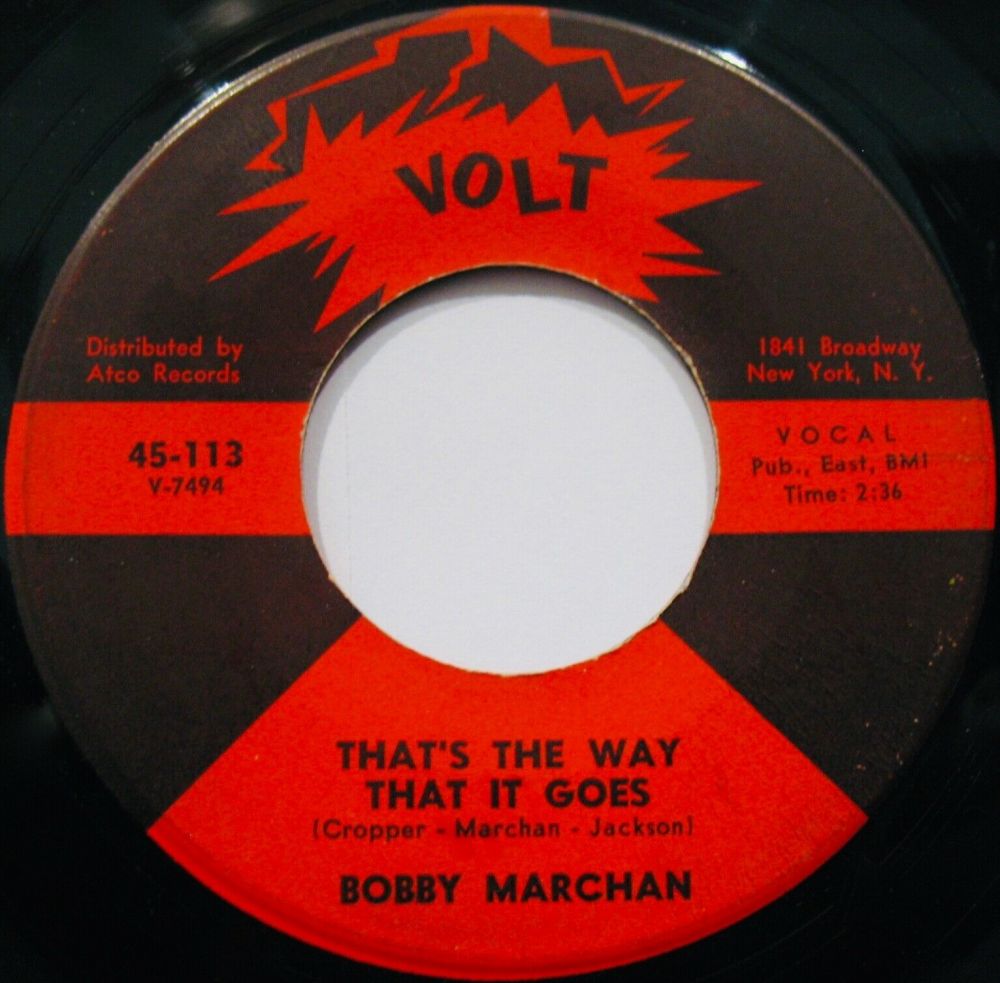 VOLT
Distributed by
Atco Records
1841 Broadway
New York, N. Y.
45-113
V-7494
VOCAL
Pub., East, BMI
Time: 2:36
THAT'S THE WAY
THAT IT GOES
(Cropper - Marchan - Jackson)
BOBBY MARCHAN